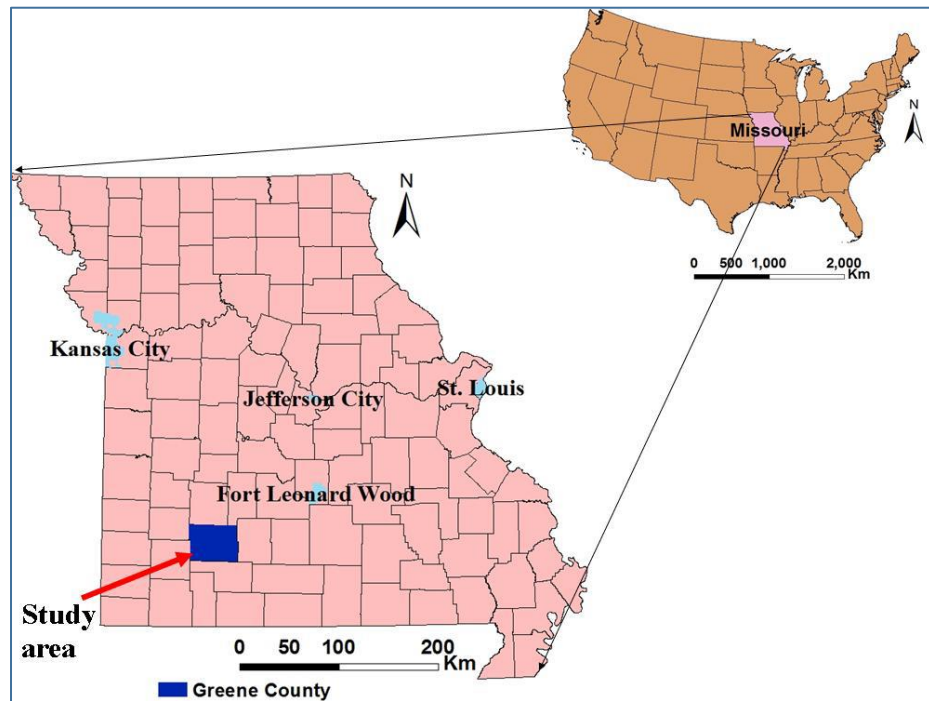 N
Missouri
0 500 1,000 2,000
Km
N
Kansas City
St. Louis
Jefferson City
Fort Leonard Wood
Study
area
0 50 100 200
Km
Greene County